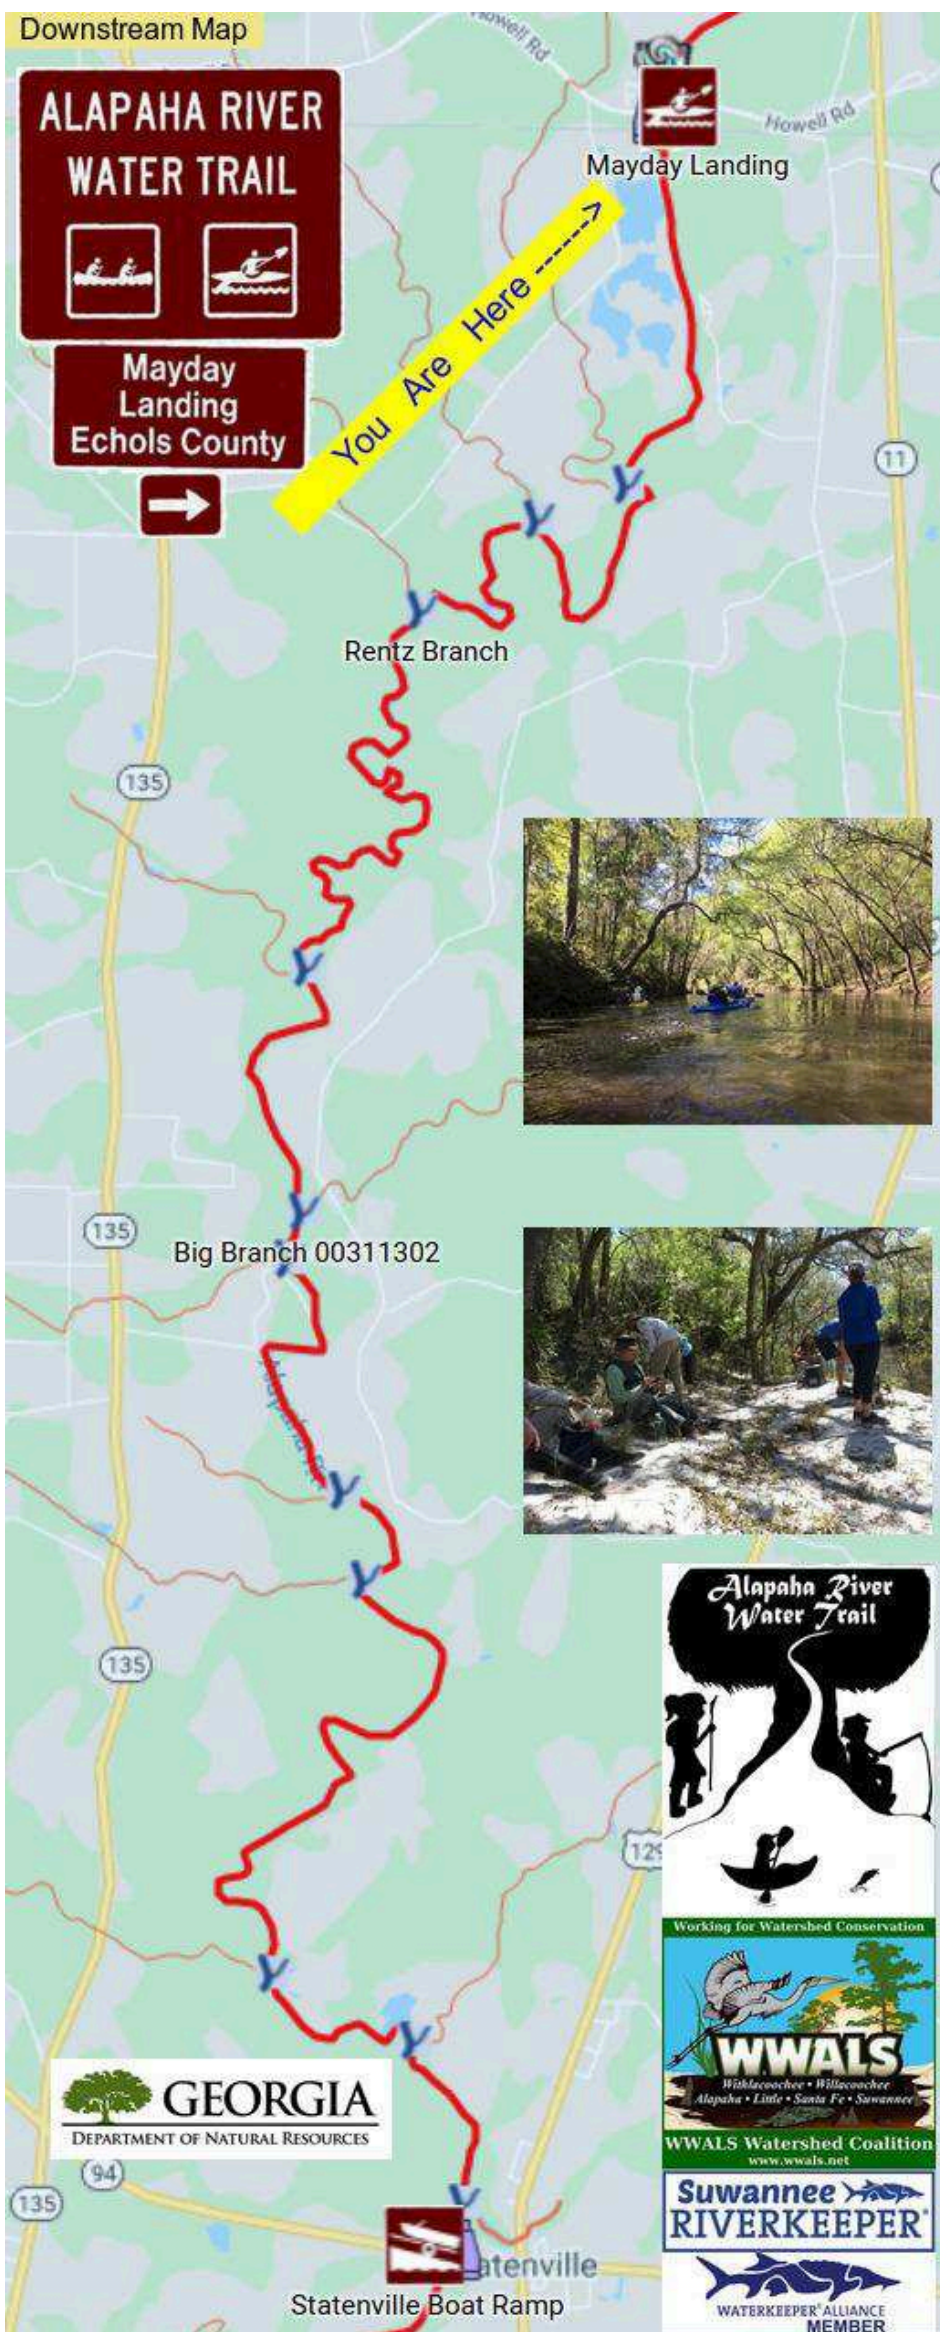 Downstream Map
Howell Rd
ALAPAHA RIVER
WATER TRAIL
Howell Rd
Mayday Landing
You Are Here ------>
Mayday
Landing
Echols County
11
Rentz Branch
135
135
Big Branch 00311302
135
Alapaha River
Water Trail
129
Working for Watershed Conservation
WWALS
Withlacoochee • Willacoochee
Alapaha • Little • Santa Fe • Suwannee
WWALS Watershed Coalition
www.wwals.net
GEORGIA
DEPARTMENT OF NATURAL RESOURCES
94
135
Suwannee
RIVERKEEPER®
atenville
Statenville Boat Ramp
WATERKEEPER® ALLIANCE
MEMBER